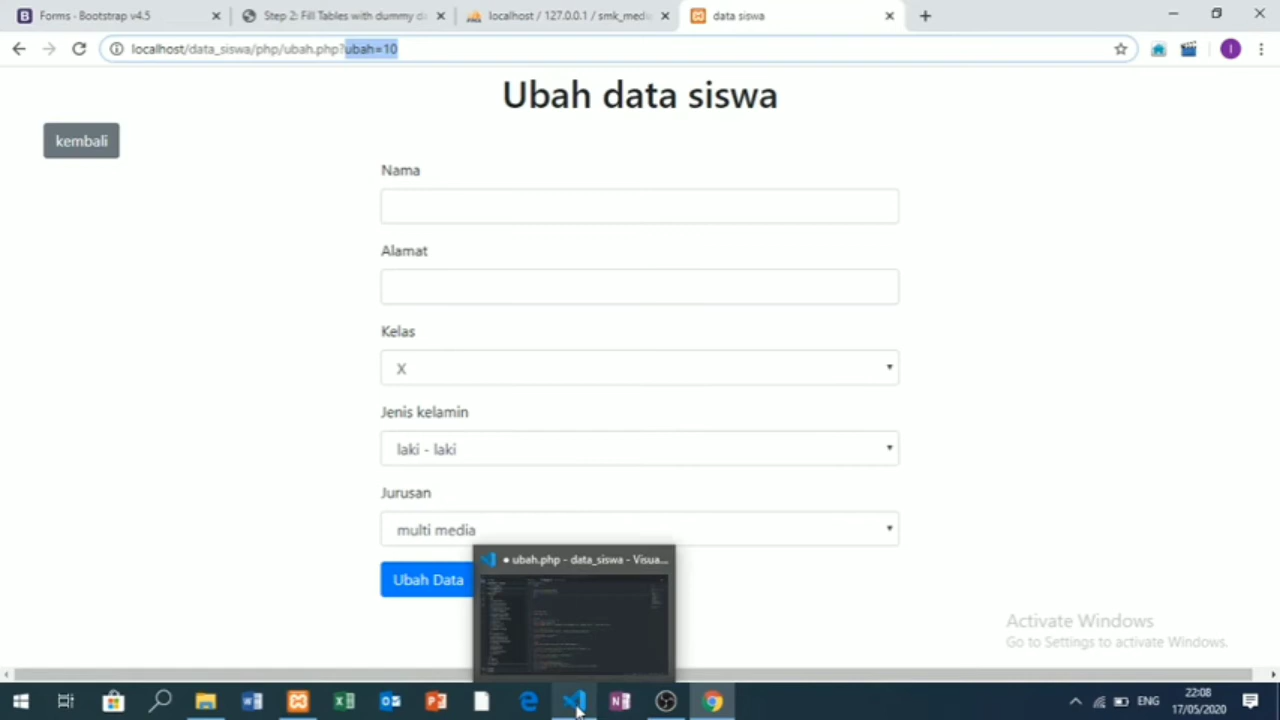 Forms · Bootstrap v4.5
Step 2: Fill Tables with dummy d
localhost / 127.0.0.1 / smk_medi
data siswa
localhost/data_siswa/php/ubah.php?ubah=10
I
Ubah data siswa
kembali
Nama
Alamat
Kelas
X
Jenis kelamin
laki - laki
Jurusan
multi media
• ubah.php - data_siswa - Visua...
Ubah Data
Activate Windows
Go to Settings to activate Windows.
ENG
22:08
17/05/2020